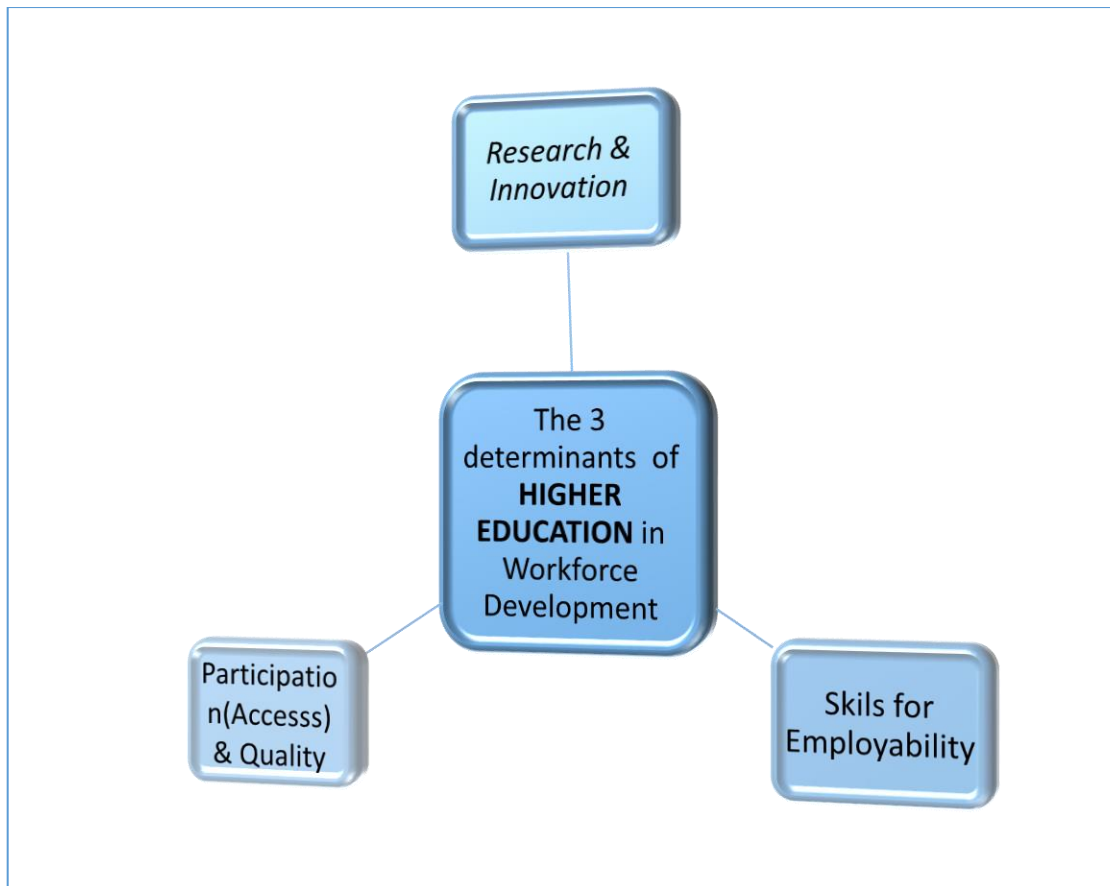 Research &
Innovation
The 3
determinants of
HIGHER
EDUCATION in
Workforce
Development
Participatio
n(Accesss)
& Quality
Skils for
Employability